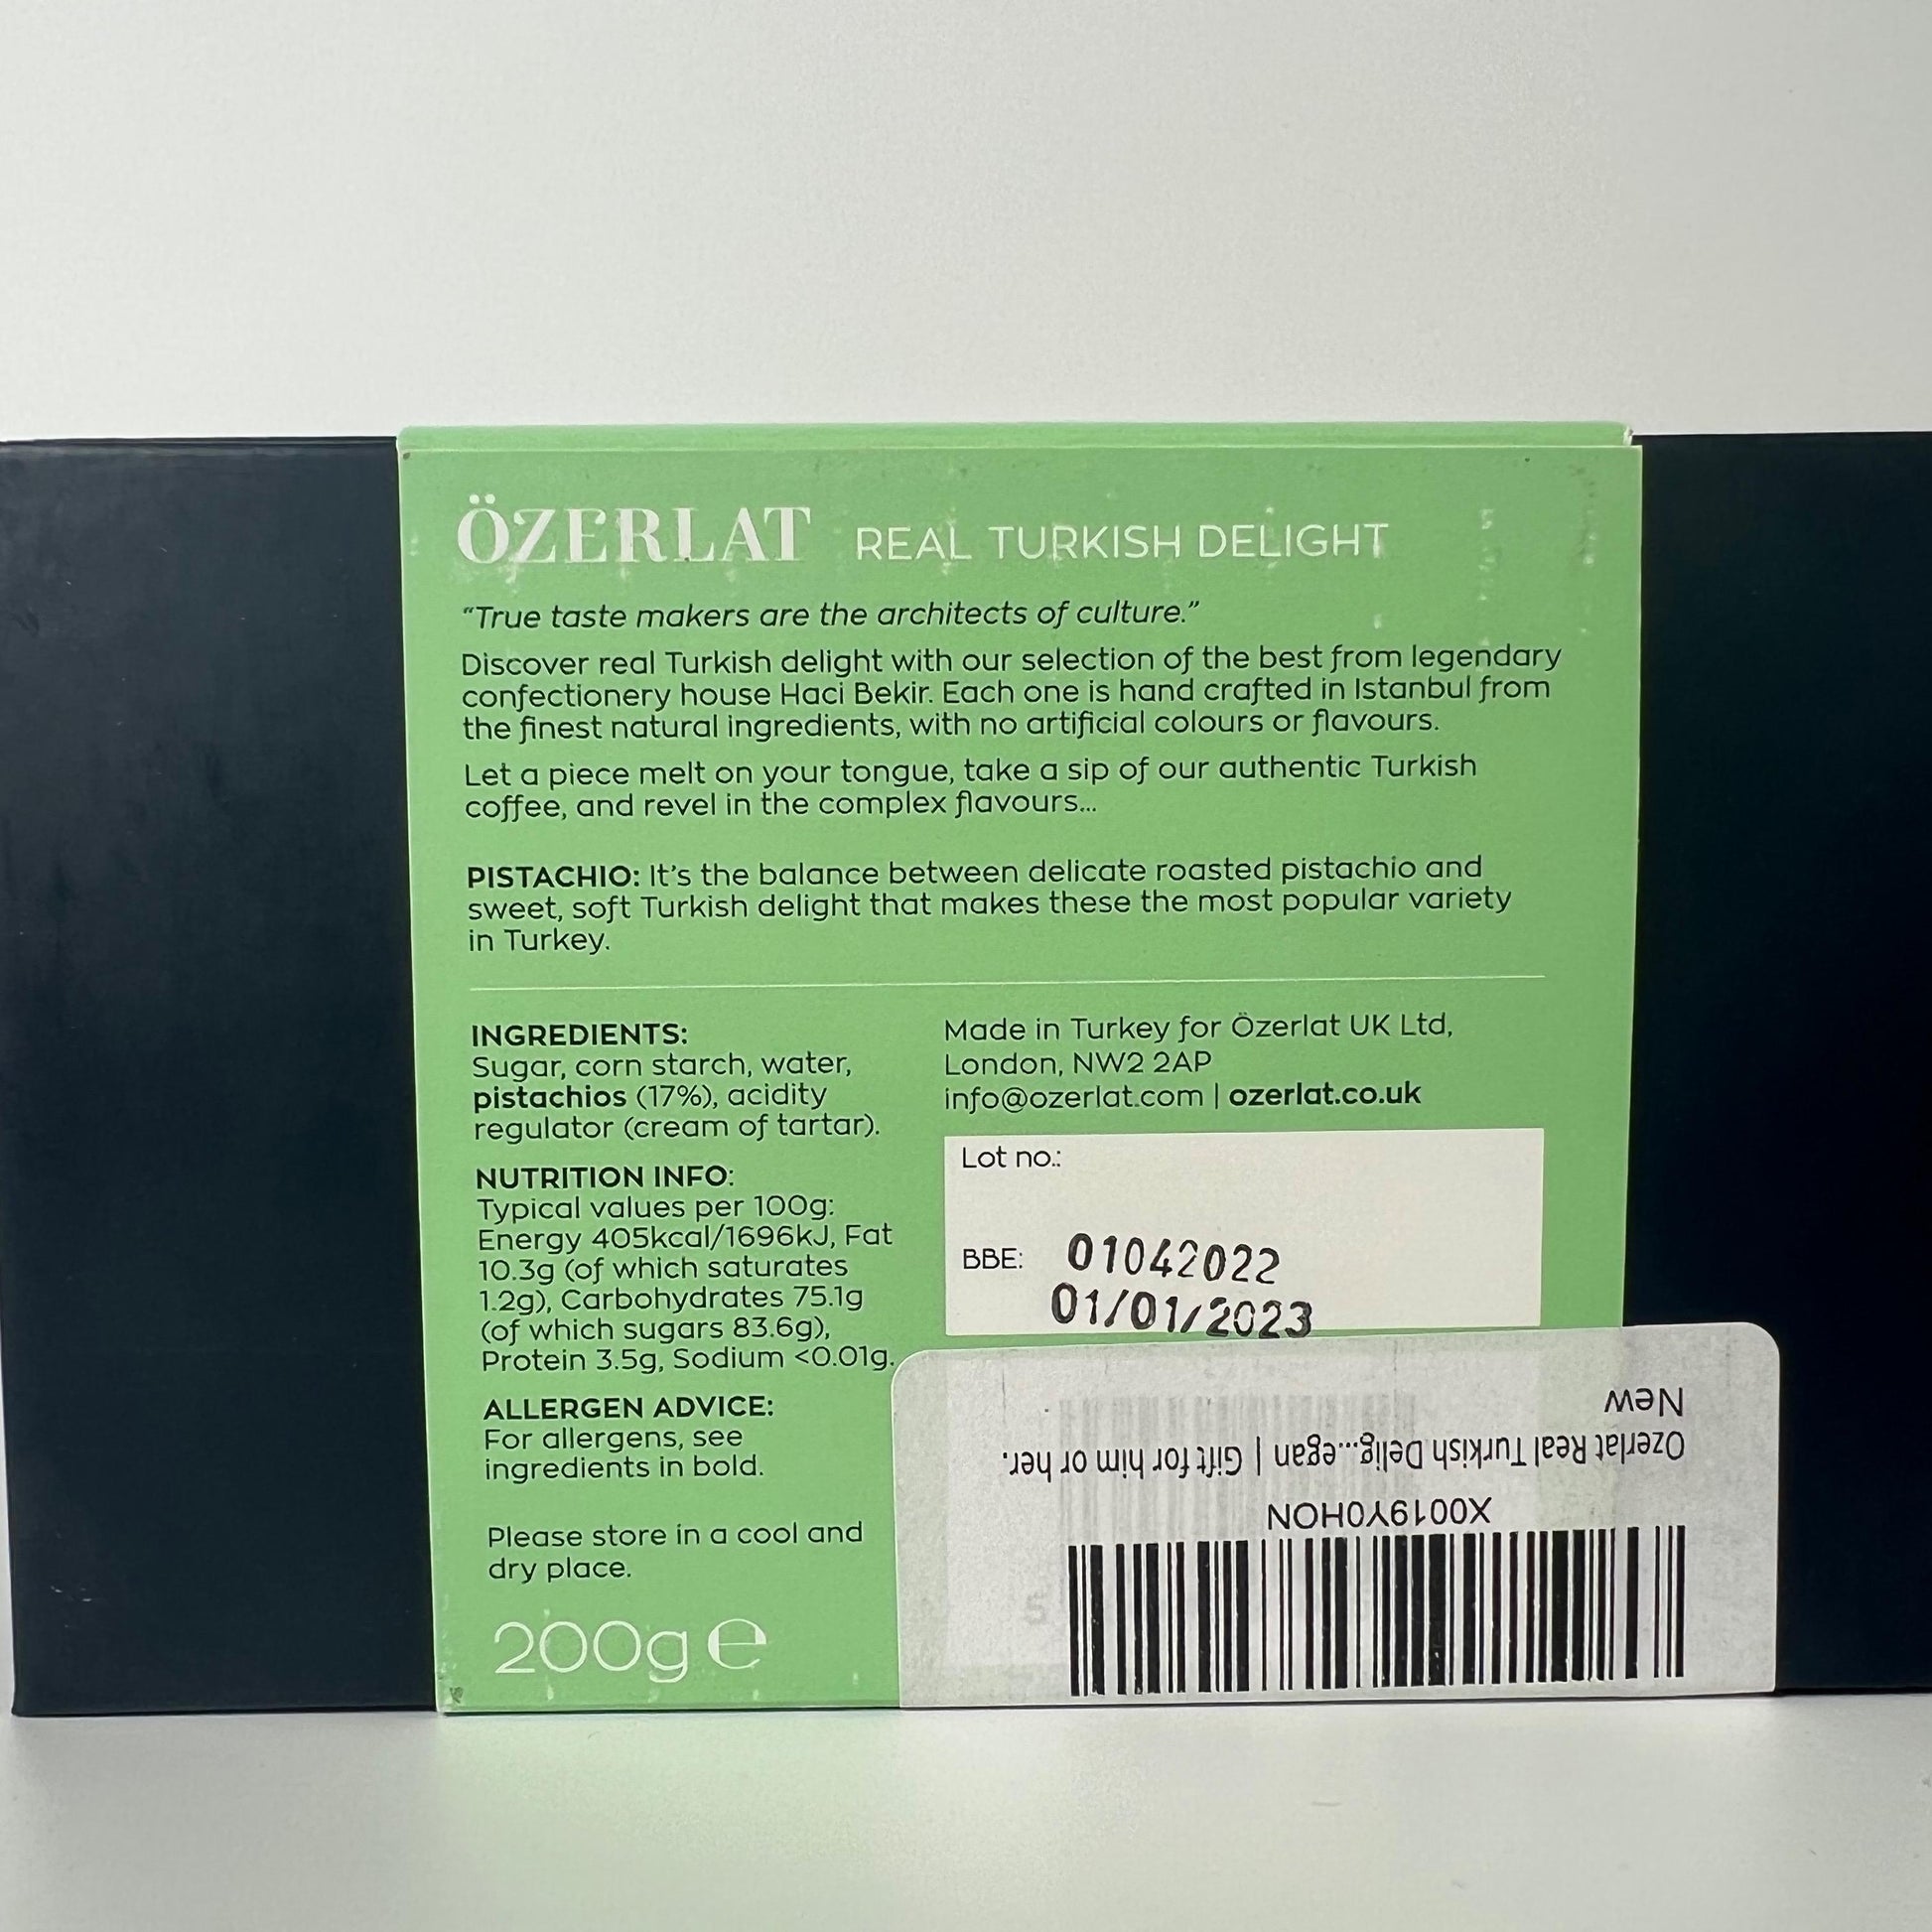 ÖZERLAT REAL TURKISH DELIGHT
“True taste makers are the architects of culture.”
Discover real Turkish delight with our selection of the best from legendary
confectionery house Haci Bekir. Each one is hand crafted in Istanbul from
the finest natural ingredients, with no artificial colours or flavours.
Let a piece melt on your tongue, take a sip of our authentic Turkish
coffee, and revel in the complex flavours...
PISTACHIO: It’s the balance between delicate roasted pistachio and
sweet, soft Turkish delight that makes these the most popular variety
in Turkey.
INGREDIENTS:
Sugar, corn starch, water,
pistachios (17%), acidity
regulator (cream of tartar).
NUTRITION INFO:
Typical values per 100g:
Energy 405kcal/1696kJ, Fat
10.3g (of which saturates
1.2g), Carbohydrates 75.1g
(of which sugars 83.6g),
Protein 3.5g, Sodium <0.01g.
ALLERGEN ADVICE:
For allergens, see
ingredients in bold.
Please store in a cool and
dry place.
200g e
Made in Turkey for Özerlat UK Ltd,
London, NW2 2AP
info@ozerlat.com | ozerlat.co.uk
Lot no.:
BBE: 01042022
01/01/2023
X0019Y0HON
Ozerlat Real Turkish Delig...egan | Gift for him or her.
New